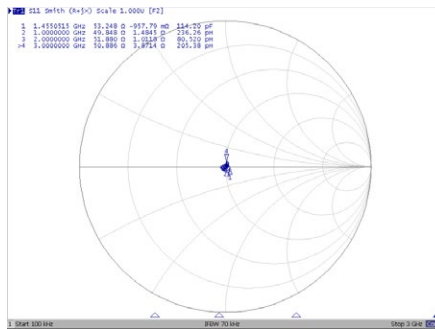 Tr1 S11 Smith (R+jX) Scale 1.000U [F2]
1 1.4550515 GHz 53.248 Ω -957.79 mΩ 114.20 pF
2 1.0000000 GHz 49.848 Ω 1.4845 Ω 236.26 pH
3 2.0000000 GHz 51.880 Ω 1.0118 Ω 80.520 pH
>4 3.0000000 GHz 50.886 Ω 3.8714 Ω 205.38 pH
4
1 Start 100 kHz IFBW 70 kHz Stop 3 GHz